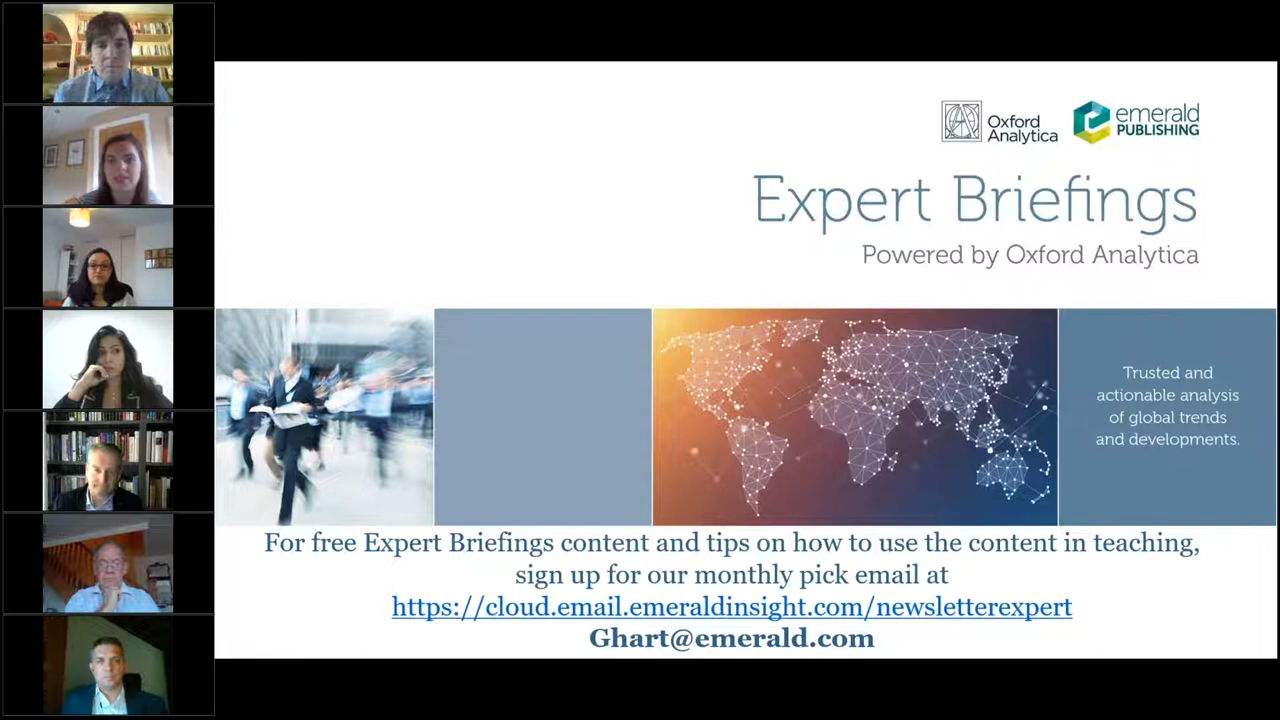 Oxford
Analytica
emerald
PUBLISHING
Expert Briefings
Powered by Oxford Analytica
Trusted and
actionable analysis
of global trends
and developments.
For free Expert Briefings content and tips on how to use the content in teaching,
sign up for our monthly pick email at
https://cloud.email.emeraldinsight.com/newsletterexpert
Ghart@emerald.com